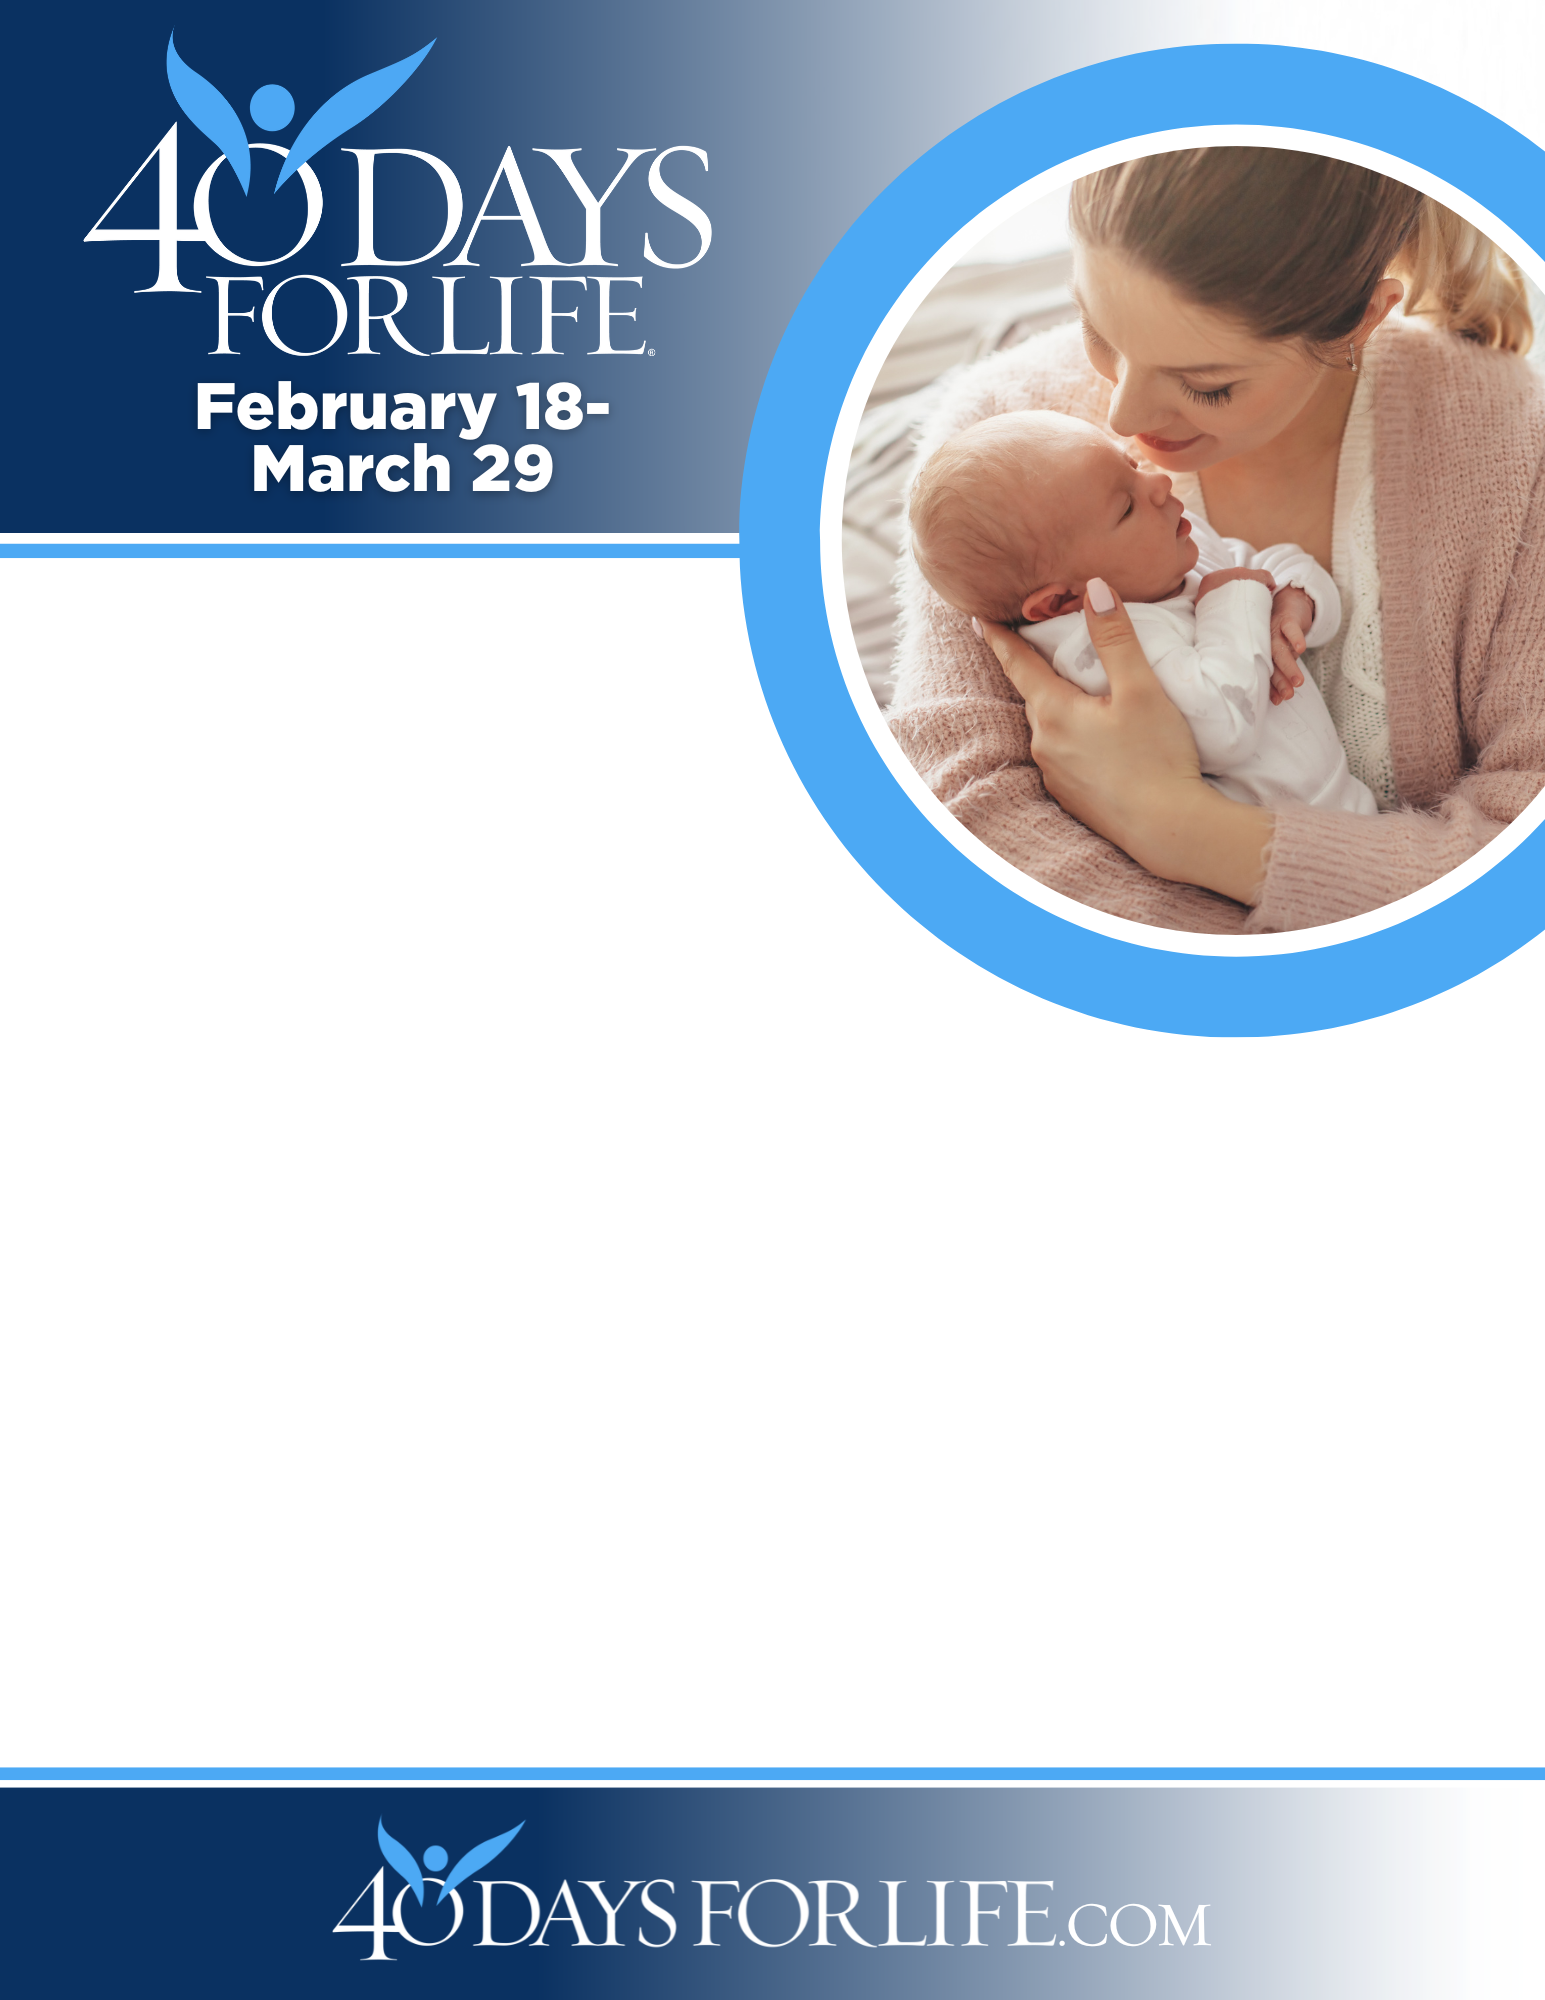 40 DAYS
FOR LIFE®
February 18-
March 29
40 DAYS FOR LIFE.COM